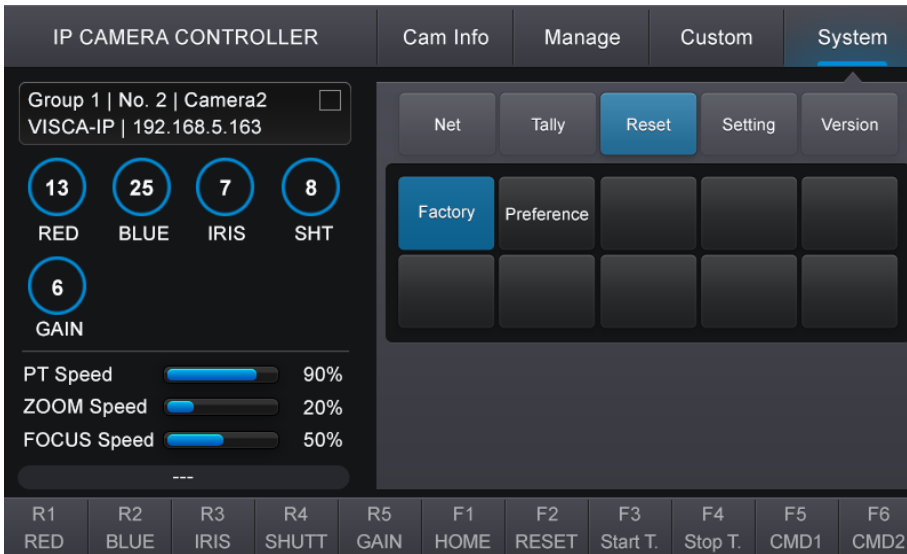 IP CAMERA CONTROLLER
Cam Info
Manage
Custom
System
Group 1 | No. 2 | Camera2
VISCA-IP | 192.168.5.163
13
25
7
8
RED
BLUE
IRIS
SHT
6
GAIN
PT Speed 90%
ZOOM Speed 20%
FOCUS Speed 50%
---
Net
Tally
Reset
Setting
Version
Factory
Preference
R1 R2 R3 R4 R5 F1 F2 F3 F4 F5 F6
RED BLUE IRIS SHUTT GAIN HOME RESET Start T. Stop T. CMD1 CMD2